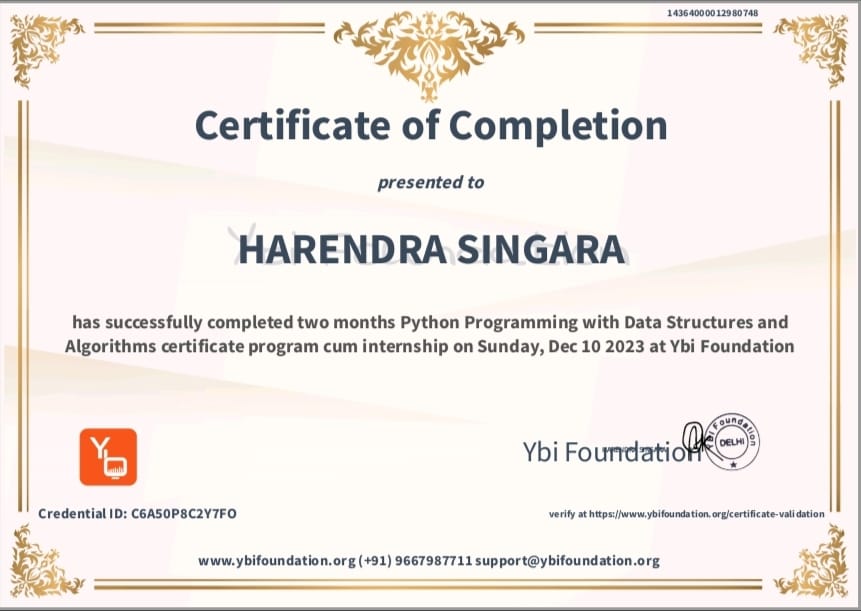 14364000012980748
Certificate of Completion
presented to
HARENDRA SINGARA
has successfully completed two months Python Programming with Data Structures and
Algorithms certificate program cum internship on Sunday, Dec 10 2023 at Ybi Foundation
Yb
Ybi Foundation
Ybi Foundation
DELHI
Credential ID: C6A50P8C2Y7FO
verify at https://www.ybifoundation.org/certificate-validation
www.ybifoundation.org (+91) 9667987711 support@ybifoundation.org